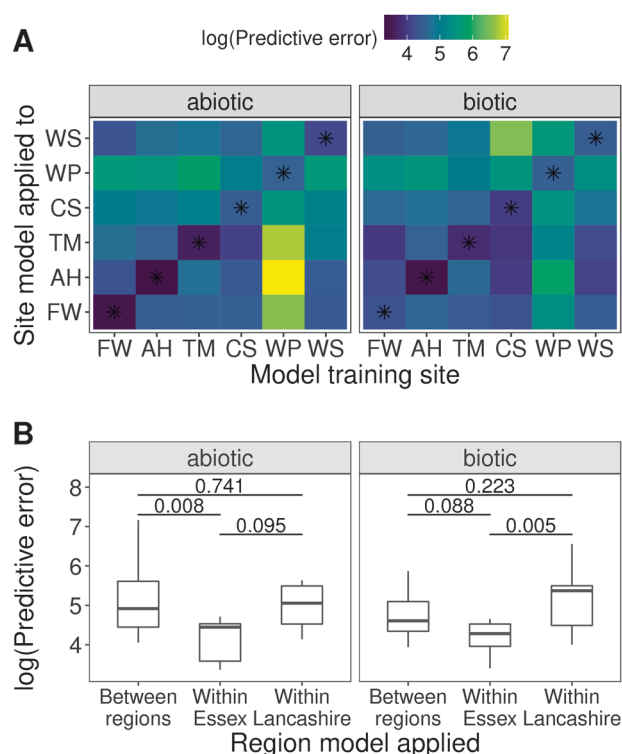 A
log(Predictive error)
4 5 6 7
abiotic biotic
Site model applied to
WS
WP
CS
TM
AH
FW
FW AH TM CS WP WS FW AH TM CS WP WS
Model training site
B
abiotic biotic
log(Predictive error)
8
7
6
5
4
0.741
0.008
0.095
0.223
0.088
0.005
Between regions
Within Essex
Within Lancashire
Between regions
Within Essex
Within Lancashire
Region model applied